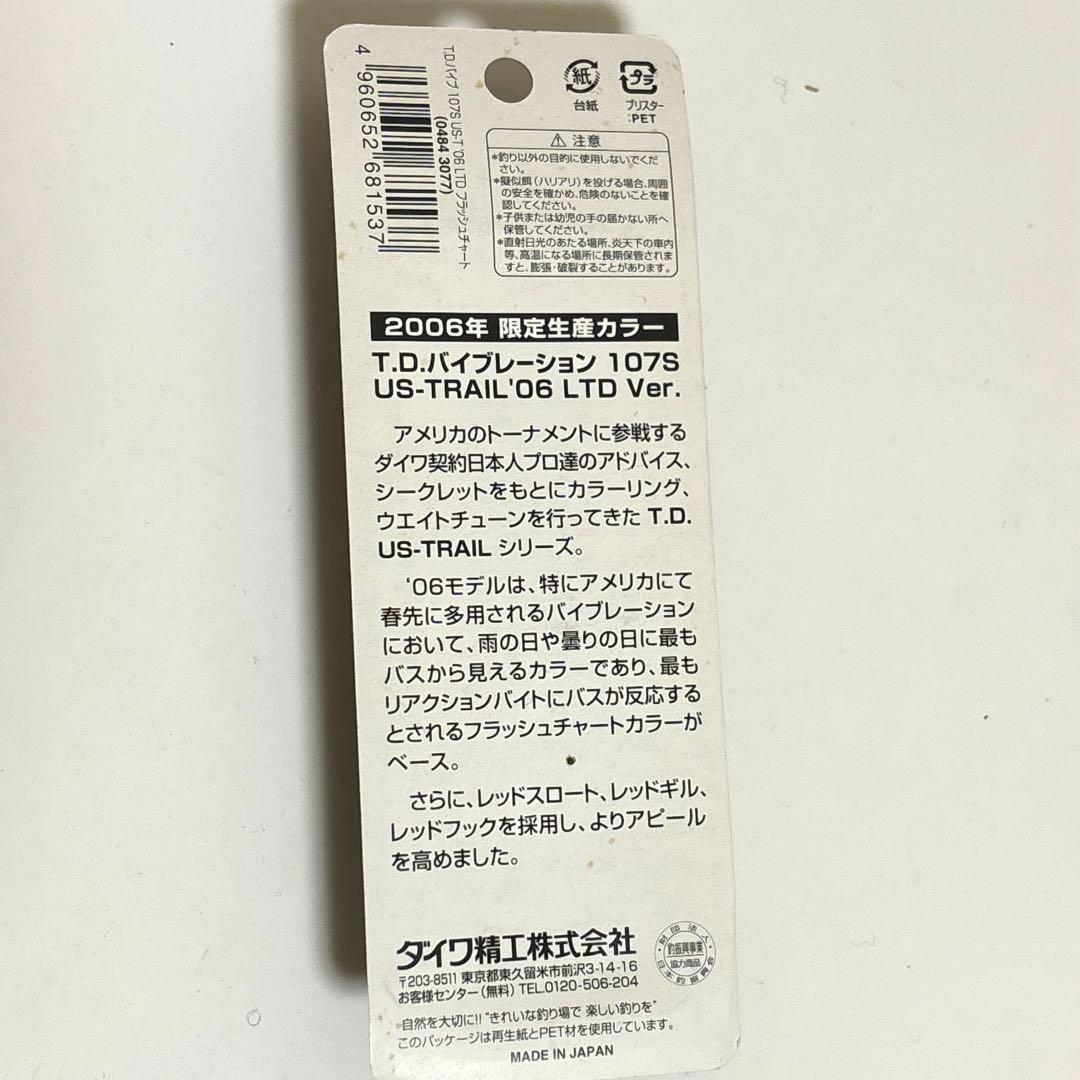 T.D.バイブ 107S US-T '06 LTD フラッシュチャート
(0484 3077)
4 960652 681537
紙
台紙
プラ
ブリスター
:PET
注意
*釣り以外の目的に使用しないでくだ
さい。
*擬似餌(ハリアリ)を投げる場合、周囲
の安全を確かめ、危険のないことを確
認してください。
*子供または幼児の手の届かない所へ
保管してください。
*直射日光のあたる場所、炎天下の車内
等、高温になる場所に長期保管されま
すと、膨張・破裂することがあります。
2006年 限定生産カラー
T.D.バイブレーション 107S
US-TRAIL'06 LTD Ver.
アメリカのトーナメントに参戦する
ダイワ契約日本人プロ達のアドバイス、
シークレットをもとにカラーリング、
ウエイトチューンを行ってきた T.D.
US-TRAIL シリーズ。
'06モデルは、特にアメリカにて
春先に多用されるバイブレーション
において、雨の日や曇りの日に最も
バスから見えるカラーであり、最も
リアクションバイトにバスが反応する
とされるフラッシュチャートカラーが
ベース。
さらに、レッドスロート、レッドギル、
レッドフックを採用し、よりアピール
を高めました。
ダイワ精工株式会社
〒203-8511 東京都東久留米市前沢3-14-16
お客様センター(無料) TEL.0120-506-204
財団法人
釣振興事業
協力商品
日本釣振興会
自然を大切に!! "きれいな釣り場で 楽しい釣りを"
このパッケージは再生紙とPET材を使用しています。
MADE IN JAPAN